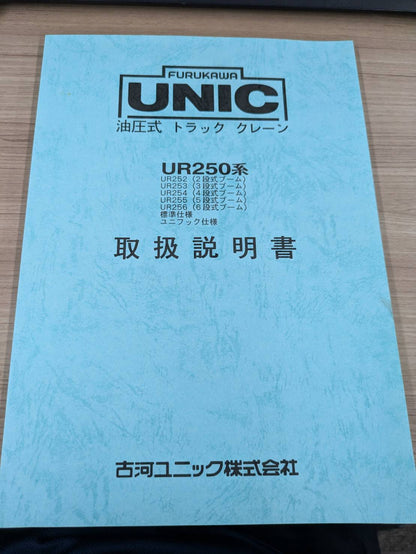 FURUKAWA
UNIC
油圧式 トラック クレーン
UR250系
UR252 (2段式ブーム)
UR253 (3段式ブーム)
UR254 (4段式ブーム)
UR255 (5段式ブーム)
UR256 (6段式ブーム)
標準仕様
ユニフック仕様
取扱説明書
古河ユニック株式会社